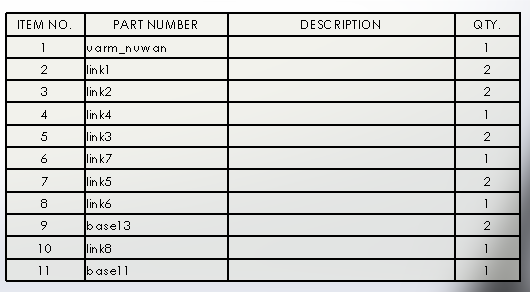 ITEM NO. PART NUMBER DESCRIPTION QTY.
1 uarm_nuwan 1
2 link1 2
3 link2 2
4 link4 1
5 link3 2
6 link7 1
7 link5 2
8 link6 1
9 base13 2
10 link8 1
11 base11 1